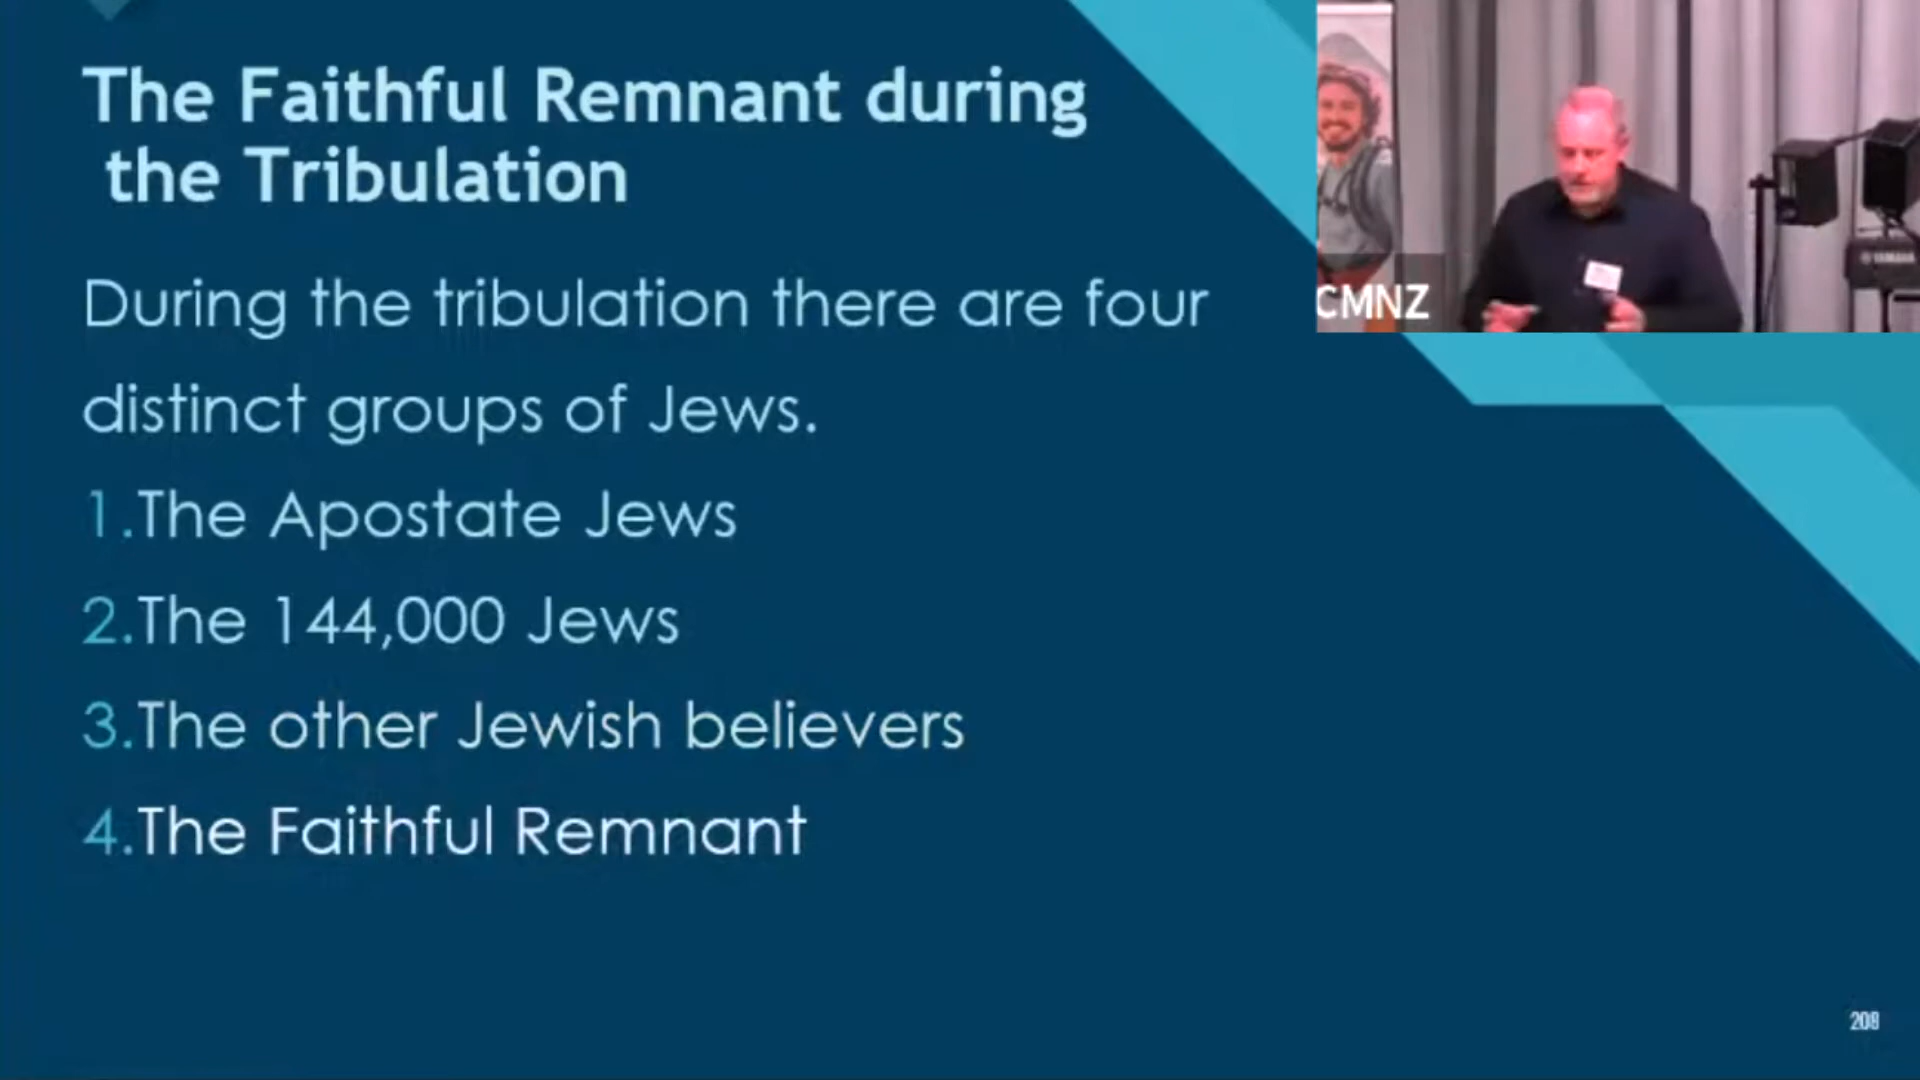 The Faithful Remnant during
the Tribulation
During the tribulation there are four
distinct groups of Jews.
1.The Apostate Jews
2.The 144,000 Jews
3.The other Jewish believers
4.The Faithful Remnant
CMNZ
YAMAHA
208